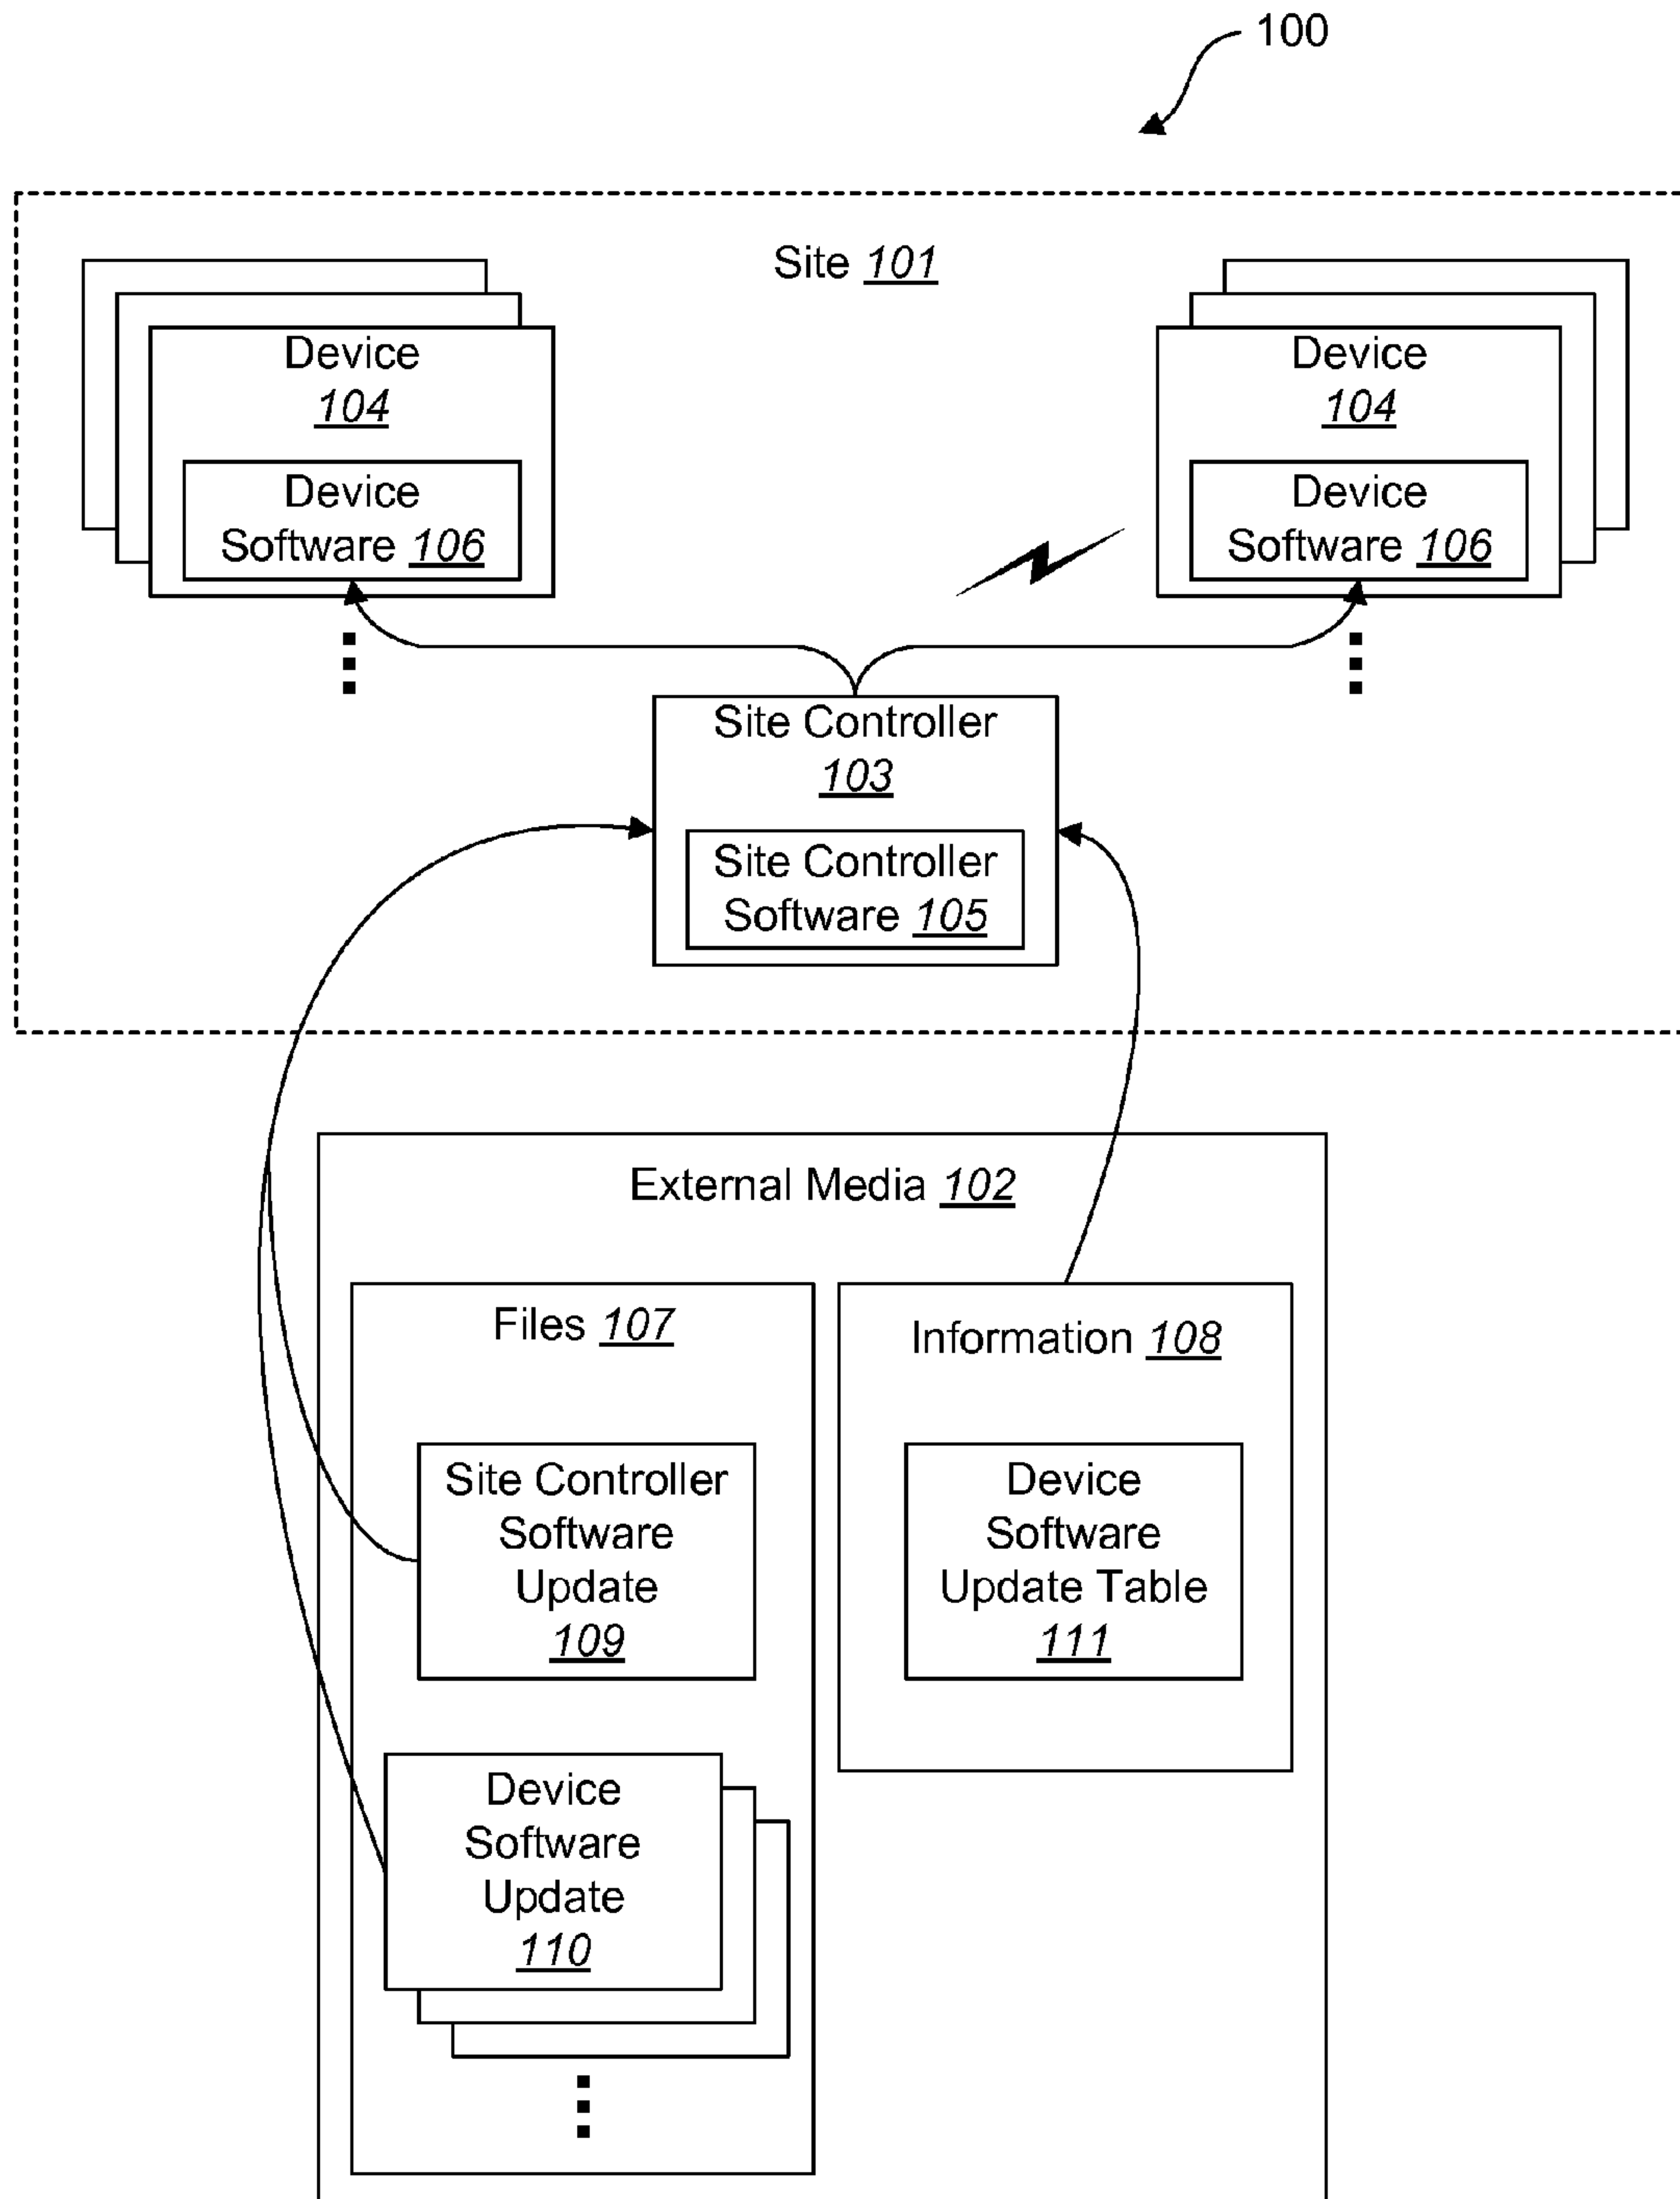 100
Site 101
Device
104
Device
Software 106
Device
104
Device
Software 106
Site Controller
103
Site Controller
Software 105
External Media 102
Files 107
Site Controller
Software
Update
109
Device
Software
Update
110
Information 108
Device
Software
Update Table
111